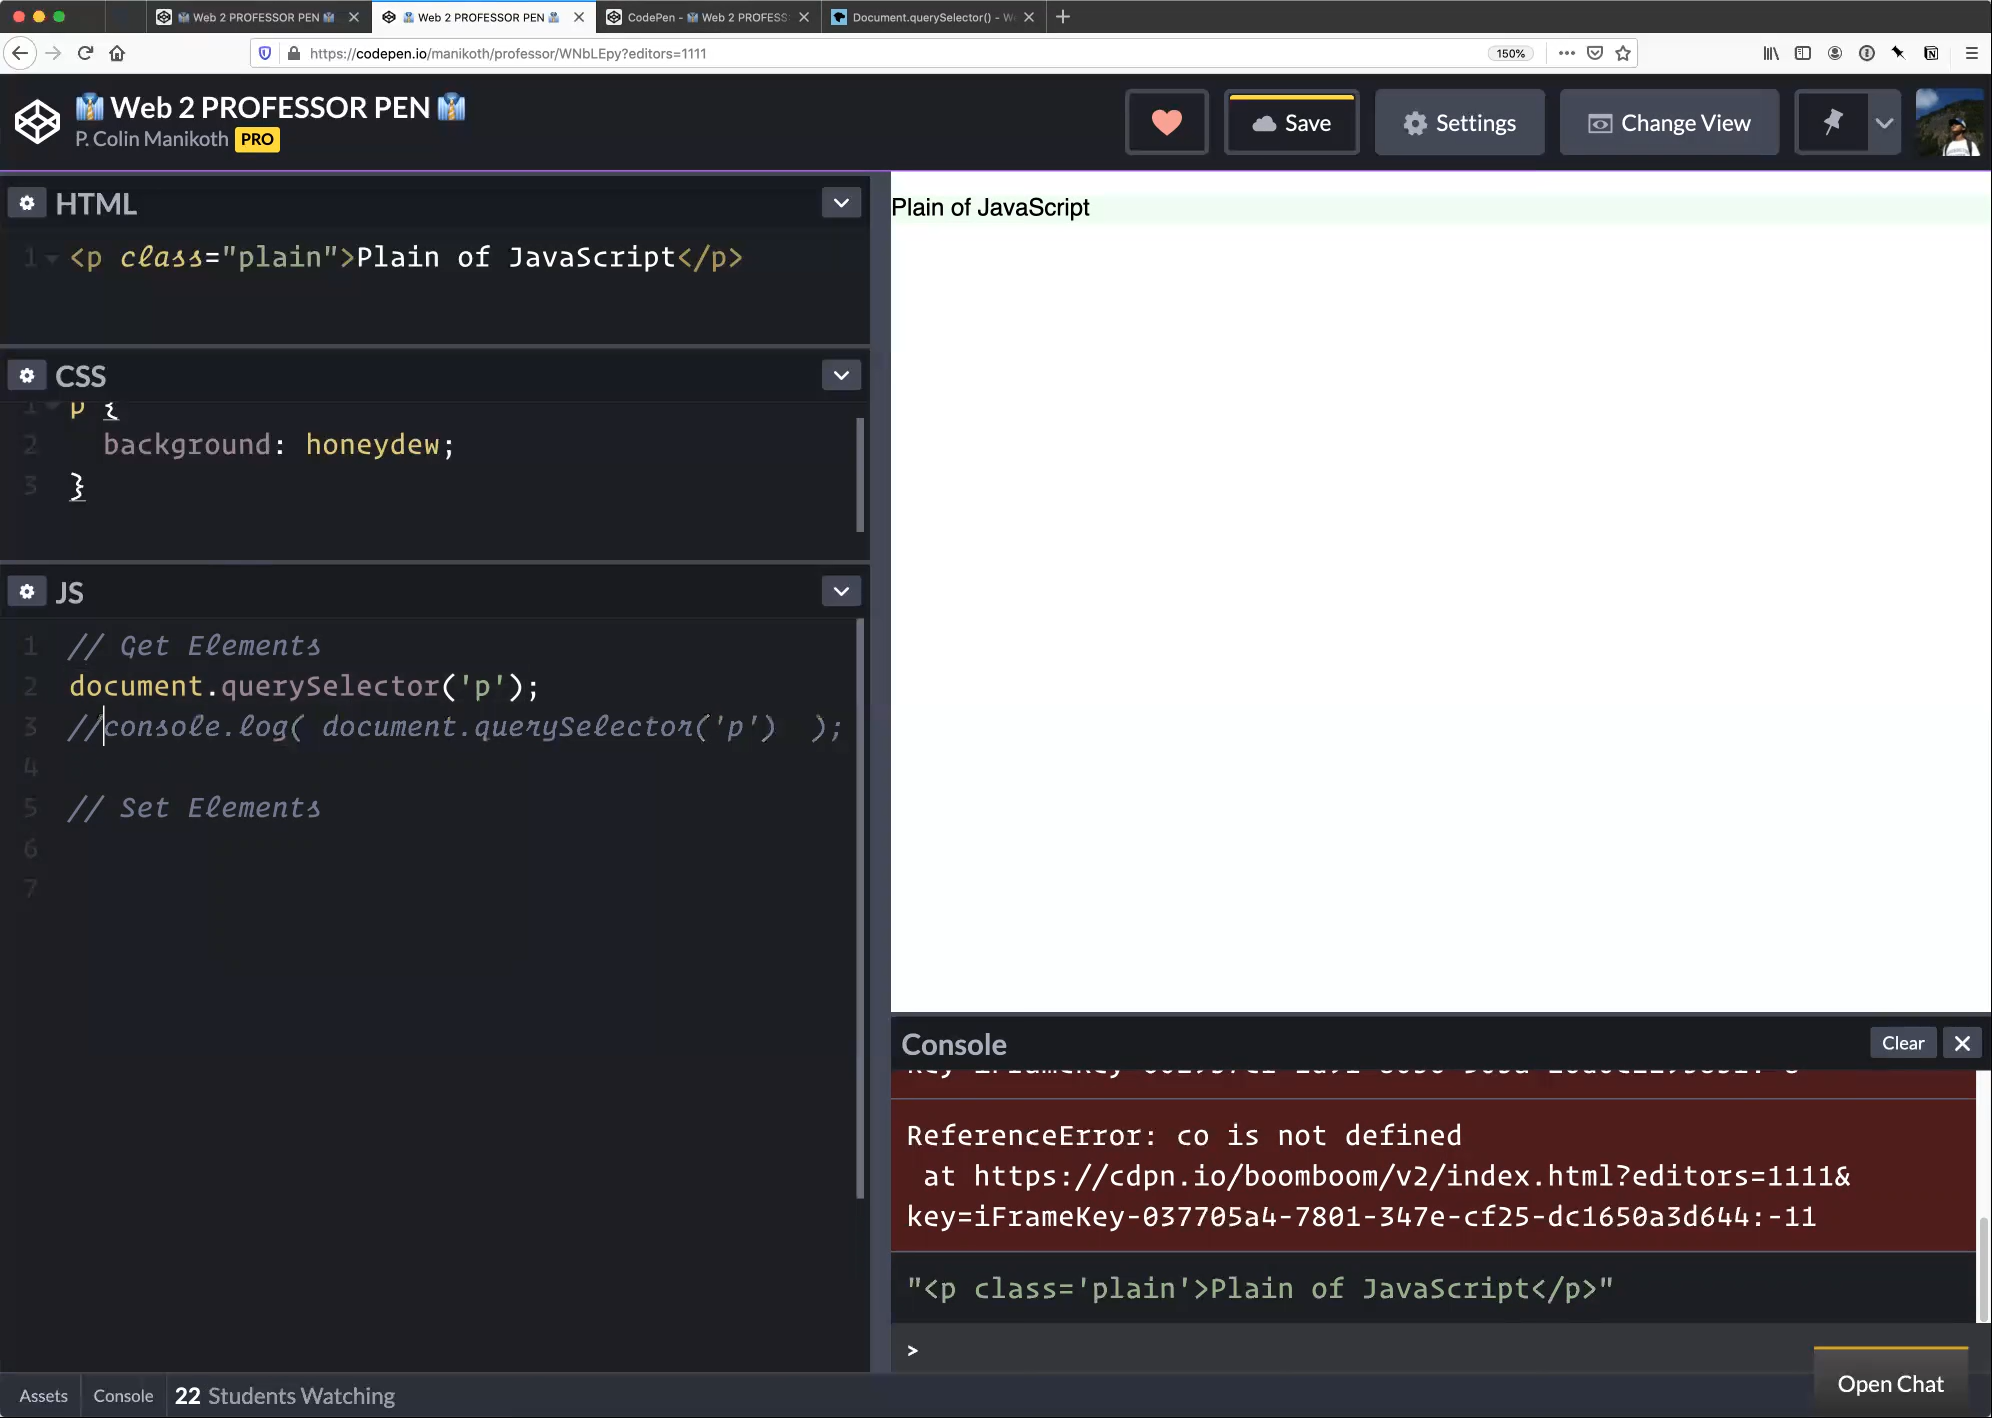 Web 2 PROFESSOR PEN
Web 2 PROFESSOR PEN
CodePen - Web 2 PROFESS
Document.querySelector() - W
https://codepen.io/manikoth/professor/WNbLEpy?editors=1111
150%
Web 2 PROFESSOR PEN
P. Colin Manikoth PRO
Save
Settings
Change View
HTML
1 <p class="plain">Plain of JavaScript</p>
CSS
1 p {
2 background: honeydew;
3 }
JS
1 // Get Elements
2 document.querySelector('p');
3 //console.log( document.querySelector('p')  );
4
5 // Set Elements
6
7
Plain of JavaScript
Console
Clear
ReferenceError: co is not defined
at https://cdpn.io/boomboom/v2/index.html?editors=1111&
key=iFrameKey-037705a4-7801-347e-cf25-dc1650a3d644:-11
"<p class='plain'>Plain of JavaScript</p>"
>
Assets
Console
22 Students Watching
Open Chat